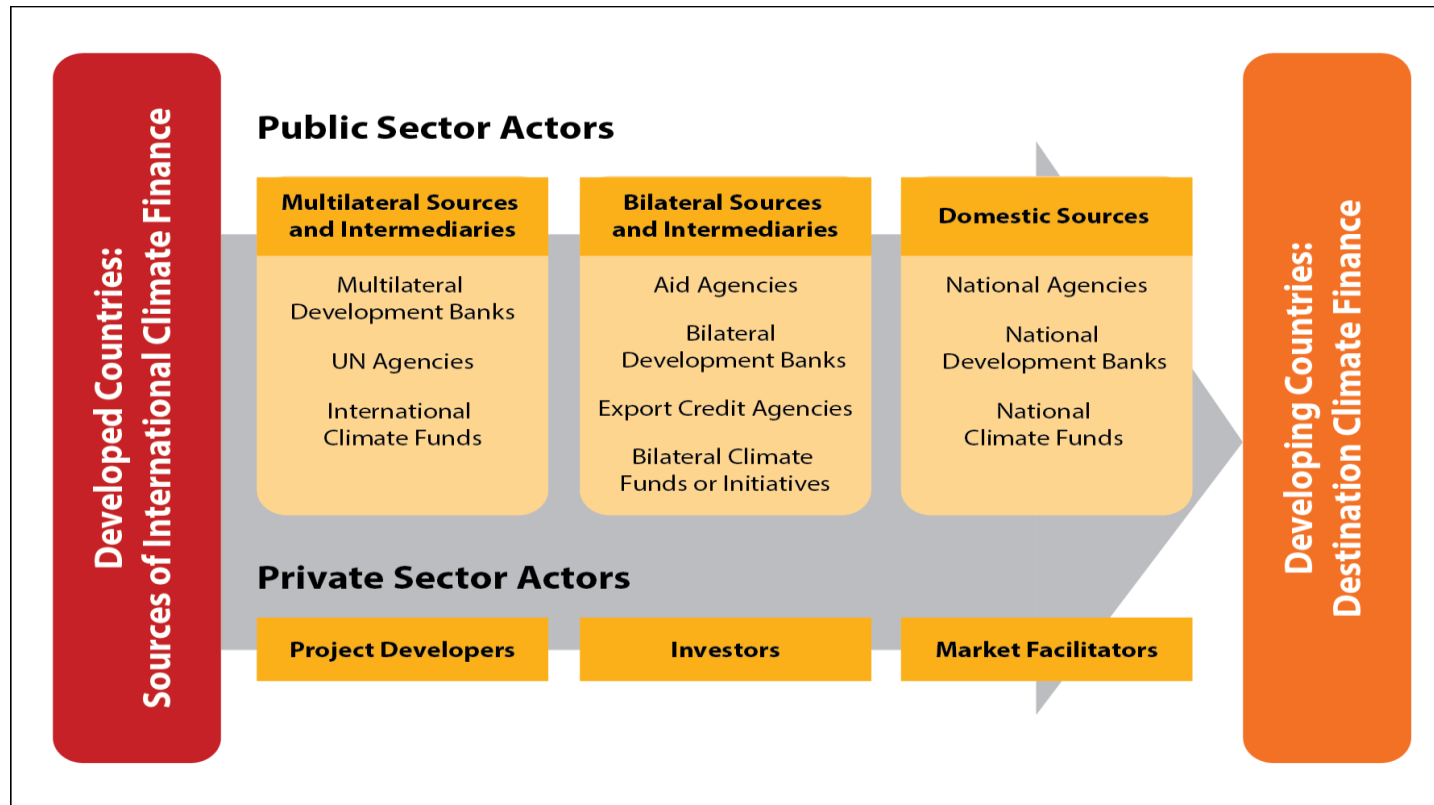 Developed Countries:
Sources of International Climate Finance
Public Sector Actors
Multilateral Sources
and Intermediaries
Multilateral
Development Banks
UN Agencies
International
Climate Funds
Bilateral Sources
and Intermediaries
Aid Agencies
Bilateral
Development Banks
Export Credit Agencies
Bilateral Climate
Funds or Initiatives
Domestic Sources
National Agencies
National
Development Banks
National
Climate Funds
Private Sector Actors
Project Developers
Investors
Market Facilitators
Developing Countries:
Destination Climate Finance